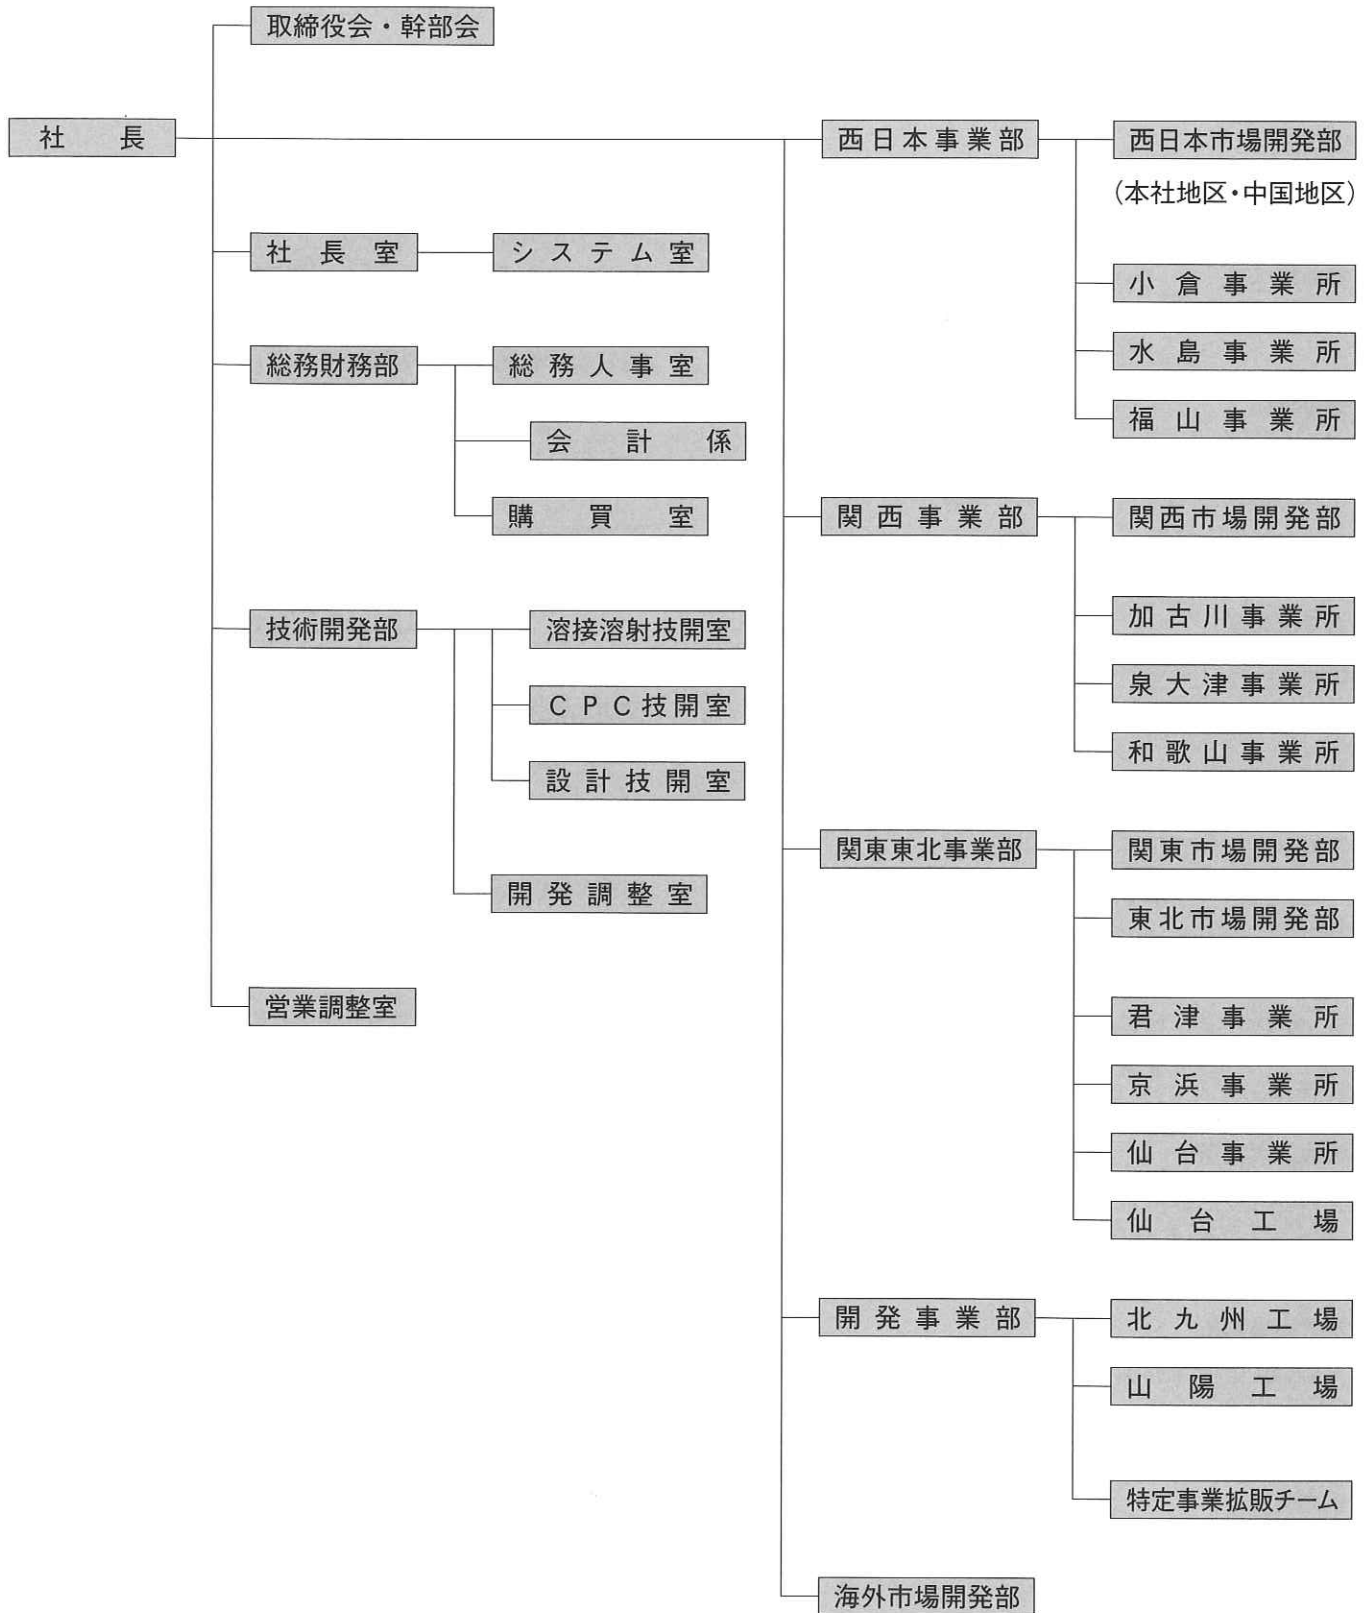 社長
取締役会・幹部会
社長室
システム室
総務財務部
総務人事室
会計係
購買室
技術開発部
溶接溶射技開室
CPC技開室
設計技開室
開発調整室
営業調整室
西日本事業部
西日本市場開発部
(本社地区・中国地区)
小倉事業所
水島事業所
福山事業所
関西事業部
関西市場開発部
加古川事業所
泉大津事業所
和歌山事業所
関東東北事業部
関東市場開発部
東北市場開発部
君津事業所
京浜事業所
仙台事業所
仙台工場
開発事業部
北九州工場
山陽工場
特定事業拡販チーム
海外市場開発部